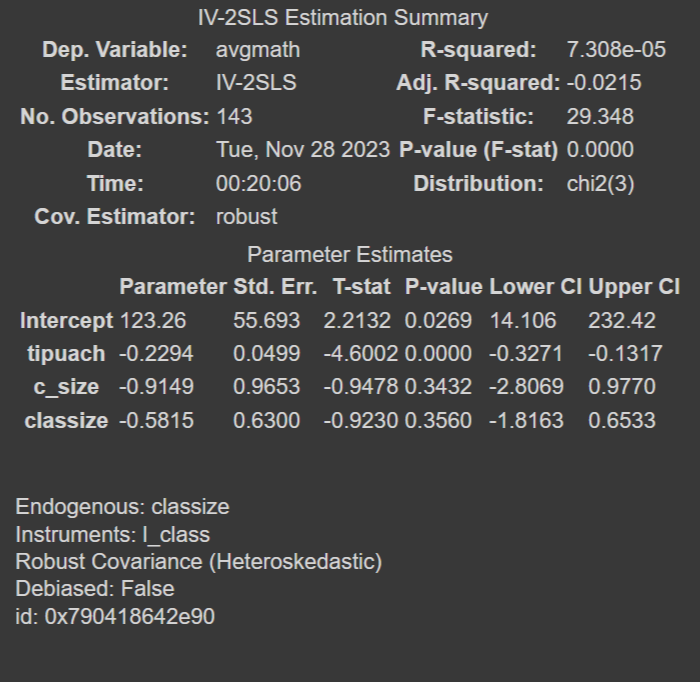 IV-2SLS Estimation Summary
Dep. Variable: avgmath R-squared: 7.308e-05
Estimator: IV-2SLS Adj. R-squared: -0.0215
No. Observations: 143 F-statistic: 29.348
Date: Tue, Nov 28 2023 P-value (F-stat) 0.0000
Time: 00:20:06 Distribution: chi2(3)
Cov. Estimator: robust
Parameter Estimates
Parameter Std. Err. T-stat P-value Lower CI Upper CI
Intercept 123.26 55.693 2.2132 0.0269 14.106 232.42
tipuach -0.2294 0.0499 -4.6002 0.0000 -0.3271 -0.1317
c_size -0.9149 0.9653 -0.9478 0.3432 -2.8069 0.9770
classize -0.5815 0.6300 -0.9230 0.3560 -1.8163 0.6533
Endogenous: classize
Instruments: I_class
Robust Covariance (Heteroskedastic)
Debiased: False
id: 0x790418642e90